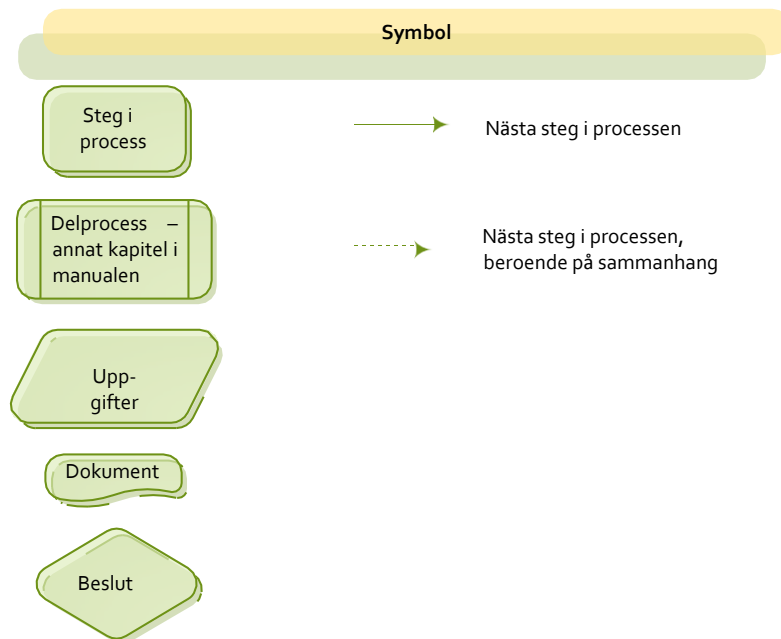 Symbol
Steg i
process
Nästa steg i processen
Delprocess –
annat kapitel i
manualen
Nästa steg i processen,
beroende på sammanhang
Upp-
gifter
Dokument
Beslut